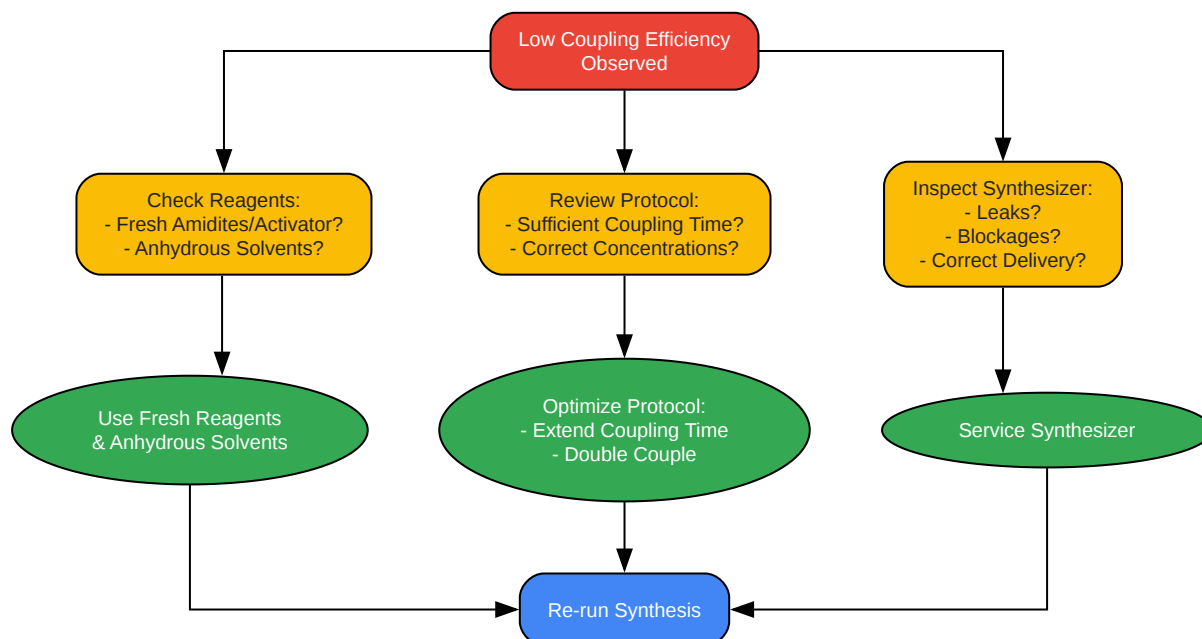 Low Coupling Efficiency
Observed
Check Reagents:
- Fresh Amidites/Activator?
- Anhydrous Solvents?
Review Protocol:
- Sufficient Coupling Time?
- Correct Concentrations?
Inspect Synthesizer:
- Leaks?
- Blockages?
- Correct Delivery?
Use Fresh Reagents
& Anhydrous Solvents
Optimize Protocol:
- Extend Coupling Time
- Double Couple
Service Synthesizer
Re-run Synthesis